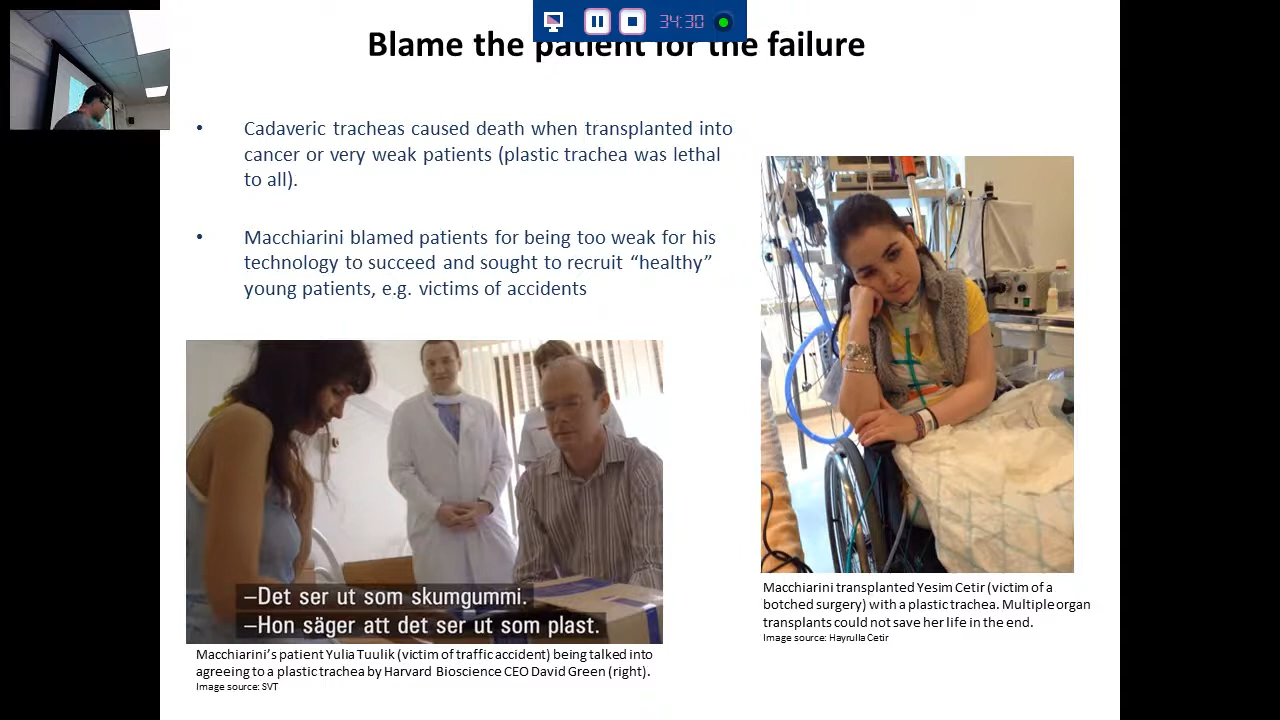 34:30
Blame the patient for the failure
• Cadaveric tracheas caused death when transplanted into
cancer or very weak patients (plastic trachea was lethal
to all).
• Macchiarini blamed patients for being too weak for his
technology to succeed and sought to recruit “healthy”
young patients, e.g. victims of accidents
–Det ser ut som skumgummi.
–Hon säger att det ser ut som plast.
Macchiarini’s patient Yulia Tuulik (victim of traffic accident) being talked into
agreeing to a plastic trachea by Harvard Bioscience CEO David Green (right).
Image source: SVT
Macchiarini transplanted Yesim Cetir (victim of a
botched surgery) with a plastic trachea. Multiple organ
transplants could not save her life in the end.
Image source: Hayrulla Cetir